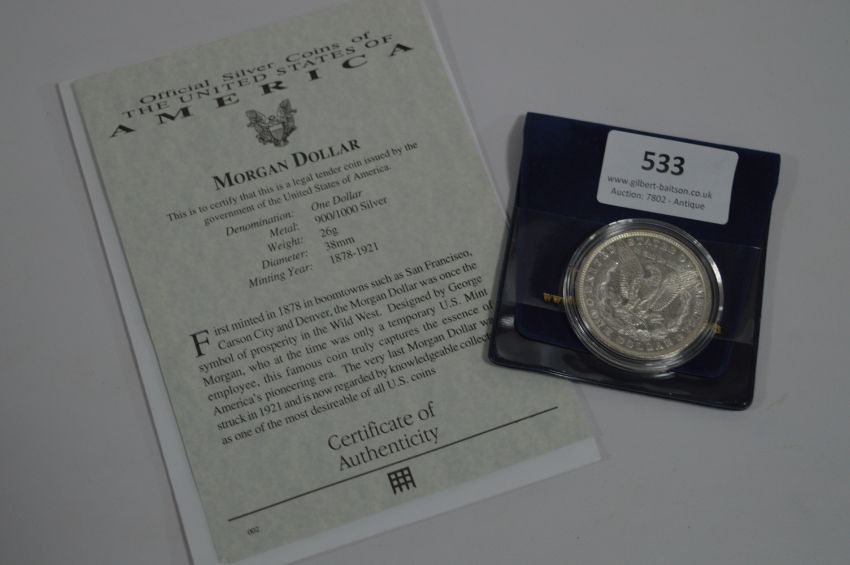 Official Silver Coins of
THE UNITED STATES OF
AMERICA
MORGAN DOLLAR
This is to certify that this is a legal tender coin issued by the
government of the United States of America.
Denomination: One Dollar
Metal: 900/1000 Silver
Weight: 26g
Diameter: 38mm
Minting Year: 1878-1921
First minted in 1878 in boomtowns such as San Francisco,
Carson City and Denver, the Morgan Dollar was once the
symbol of prosperity in the Wild West. Designed by George
Morgan, who at the time was only a temporary U.S. Mint
employee, this famous coin truly captures the essence of
America's pioneering era. The very last Morgan Dollar was
struck in 1921 and is now regarded by knowledgeable collect
as one of the most desireable of all U.S. coins
Certificate of
Authenticity
002
533
www.gilbert-baitson.co.uk
Auction: 7802 - Antique